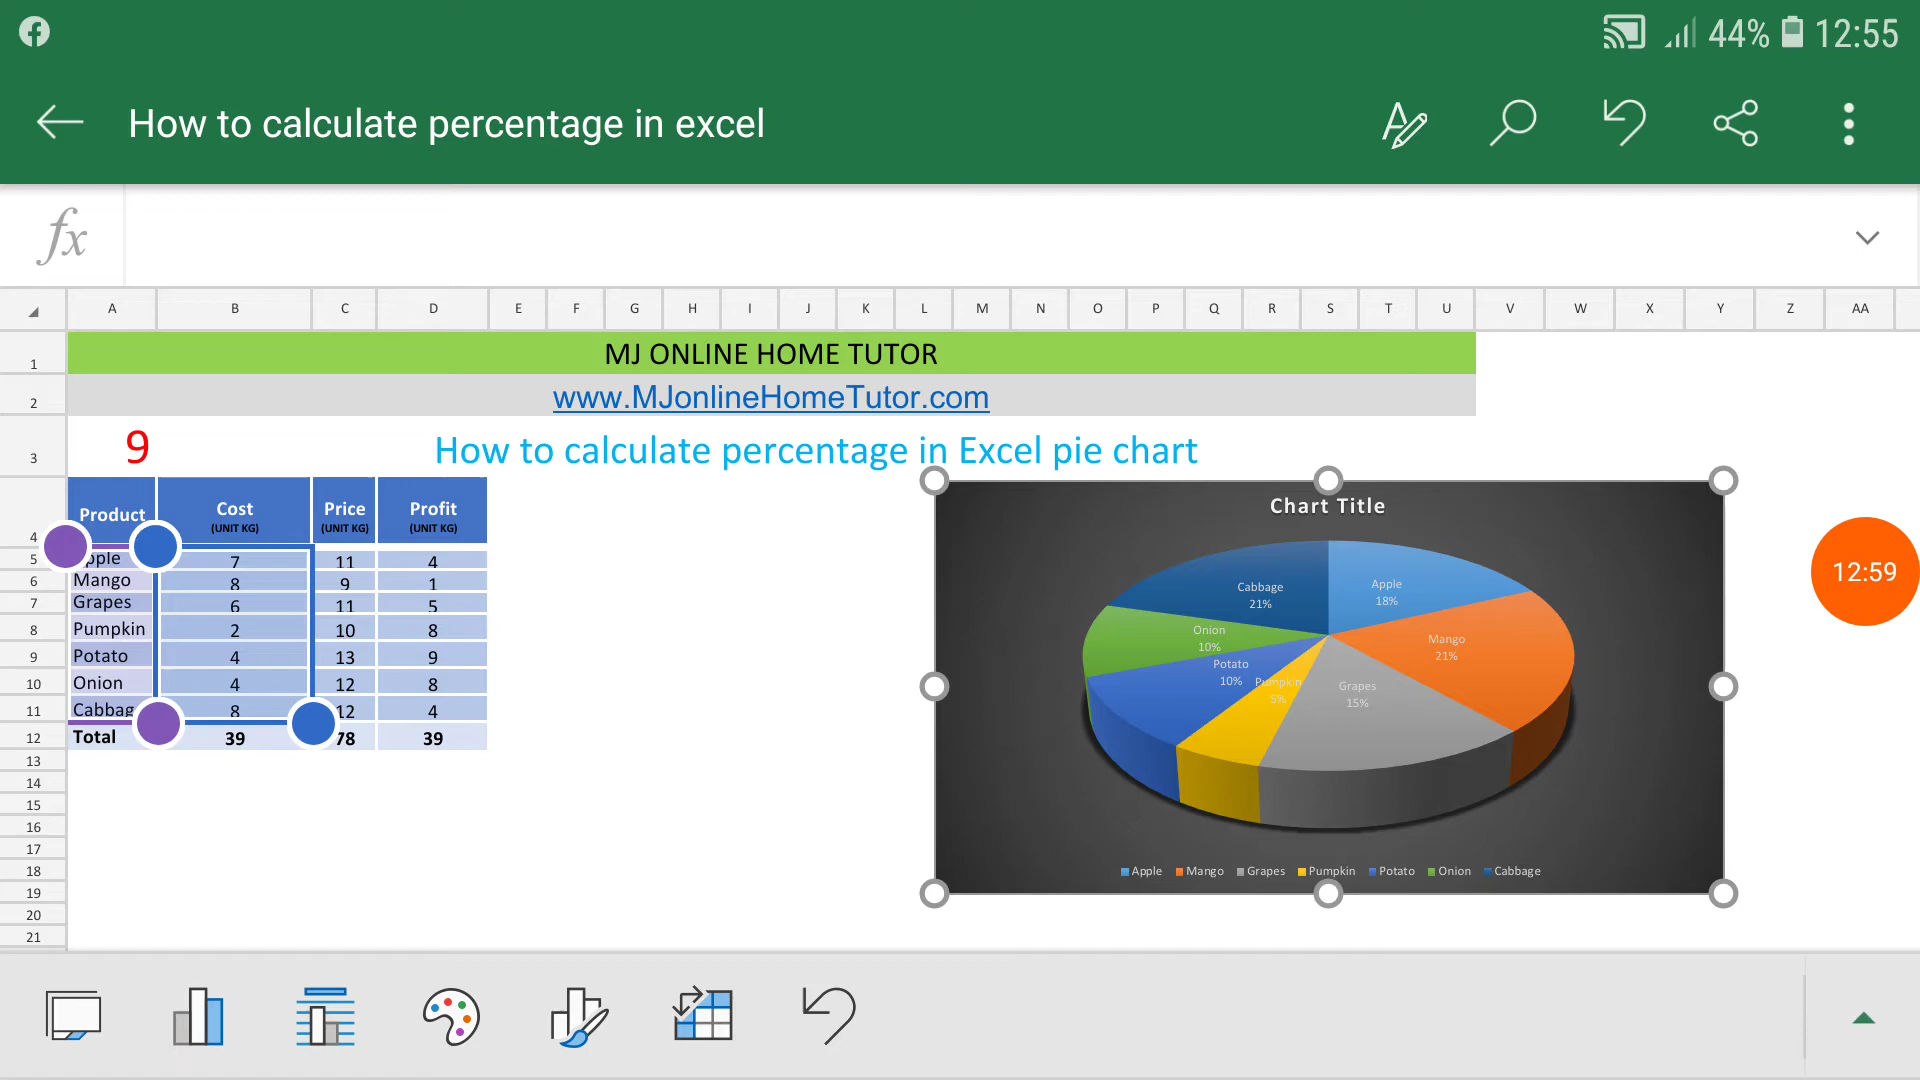 44% 12:55
How to calculate percentage in excel
fx
A B C D E F G H I J K L M N O P Q R S T U V W X Y Z AA
1 MJ ONLINE HOME TUTOR
2 www.MJonlineHomeTutor.com
3 9 How to calculate percentage in Excel pie chart
4 Product Cost (UNIT KG) Price (UNIT KG) Profit (UNIT KG)
5 pple 7 11 4
6 Mango 8 9 1
7 Grapes 6 11 5
8 Pumpkin 2 10 8
9 Potato 4 13 9
10 Onion 4 12 8
11 Cabbag 8 12 4
12 Total 39 78 39
13
14
15
16
17
18
19
20
21
Chart Title
Apple
18%
Mango
21%
Grapes
15%
Pumpkin
5%
Potato
10%
Onion
10%
Cabbage
21%
Apple Mango Grapes Pumpkin Potato Onion Cabbage
12:59